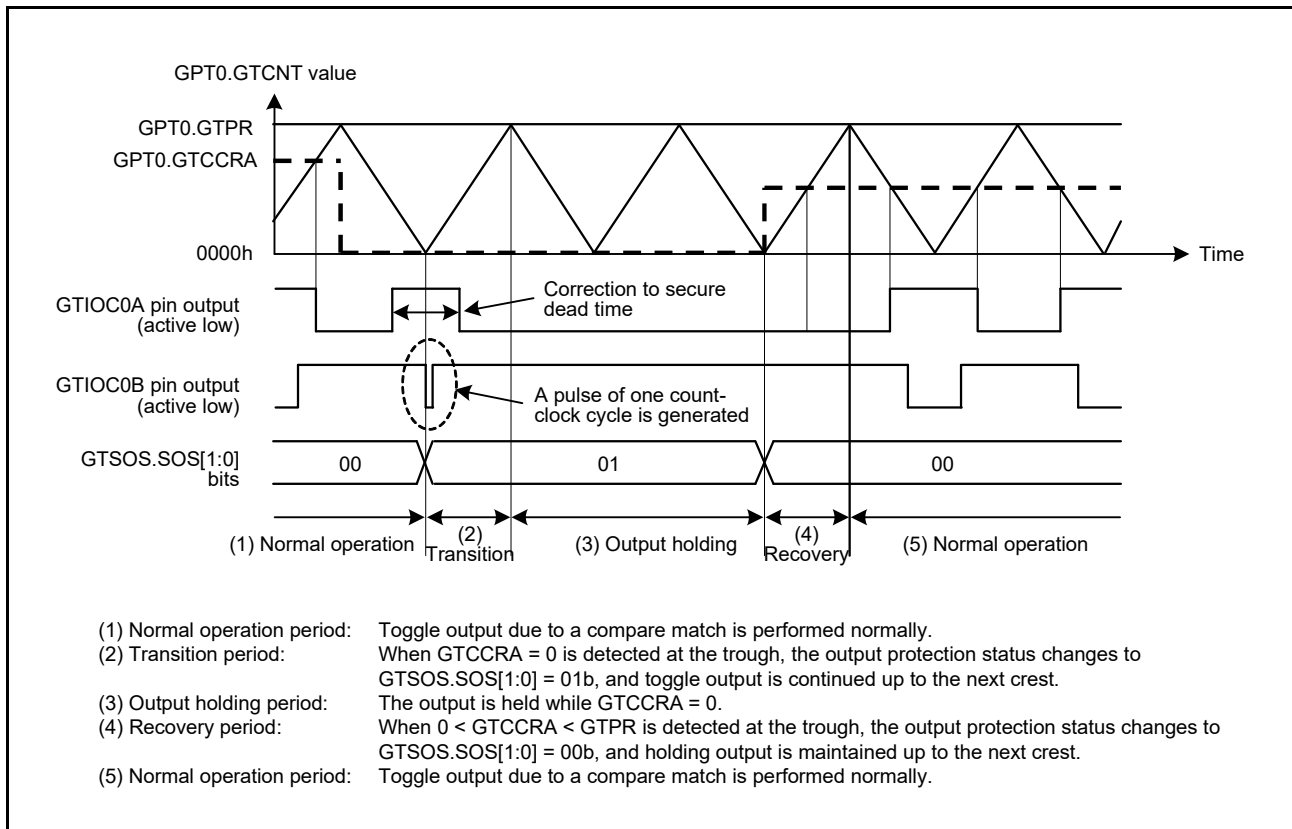 GPT0.GTCNT value
GPT0.GTPR
GPT0.GTCCRA
0000h
Time
GTIOC0A pin output
(active low)
Correction to secure
dead time
GTIOC0B pin output
(active low)
A pulse of one count-
clock cycle is generated
GTSOS.SOS[1:0]
bits
00
01
00
(1) Normal operation
(2)
Transition
(3) Output holding
(4)
Recovery
(5) Normal operation
(1) Normal operation period: Toggle output due to a compare match is performed normally.
(2) Transition period: When GTCCRA = 0 is detected at the trough, the output protection status changes to
GTSOS.SOS[1:0] = 01b, and toggle output is continued up to the next crest.
(3) Output holding period: The output is held while GTCCRA = 0.
(4) Recovery period: When 0 < GTCCRA < GTPR is detected at the trough, the output protection status changes to
GTSOS.SOS[1:0] = 00b, and holding output is maintained up to the next crest.
(5) Normal operation period: Toggle output due to a compare match is performed normally.